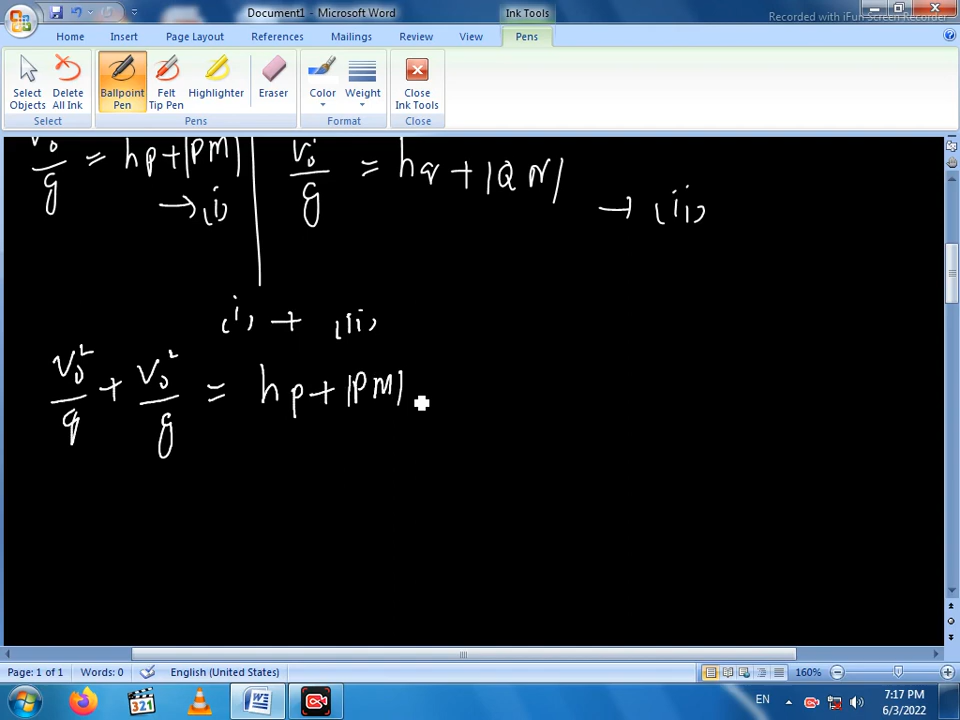 Document1 - Microsoft Word
Ink Tools
Recorded with iFun Screen Recorder
Home Insert Page Layout References Mailings Review View Pens
Select Objects
Delete All Ink
Ballpoint Pen
Felt Tip Pen
Highlighter
Eraser
Color
Weight
Close Ink Tools
Select Pens Format Close
/g = hp + |PM|
→ (i)
/g = hq + |QN|
→ (ii)
(i) + (ii)
V₀²/g + V₀²/g = hp + |PM|
Page: 1 of 1 Words: 0 English (United States) 160%
321
EN 7:17 PM
6/3/2022